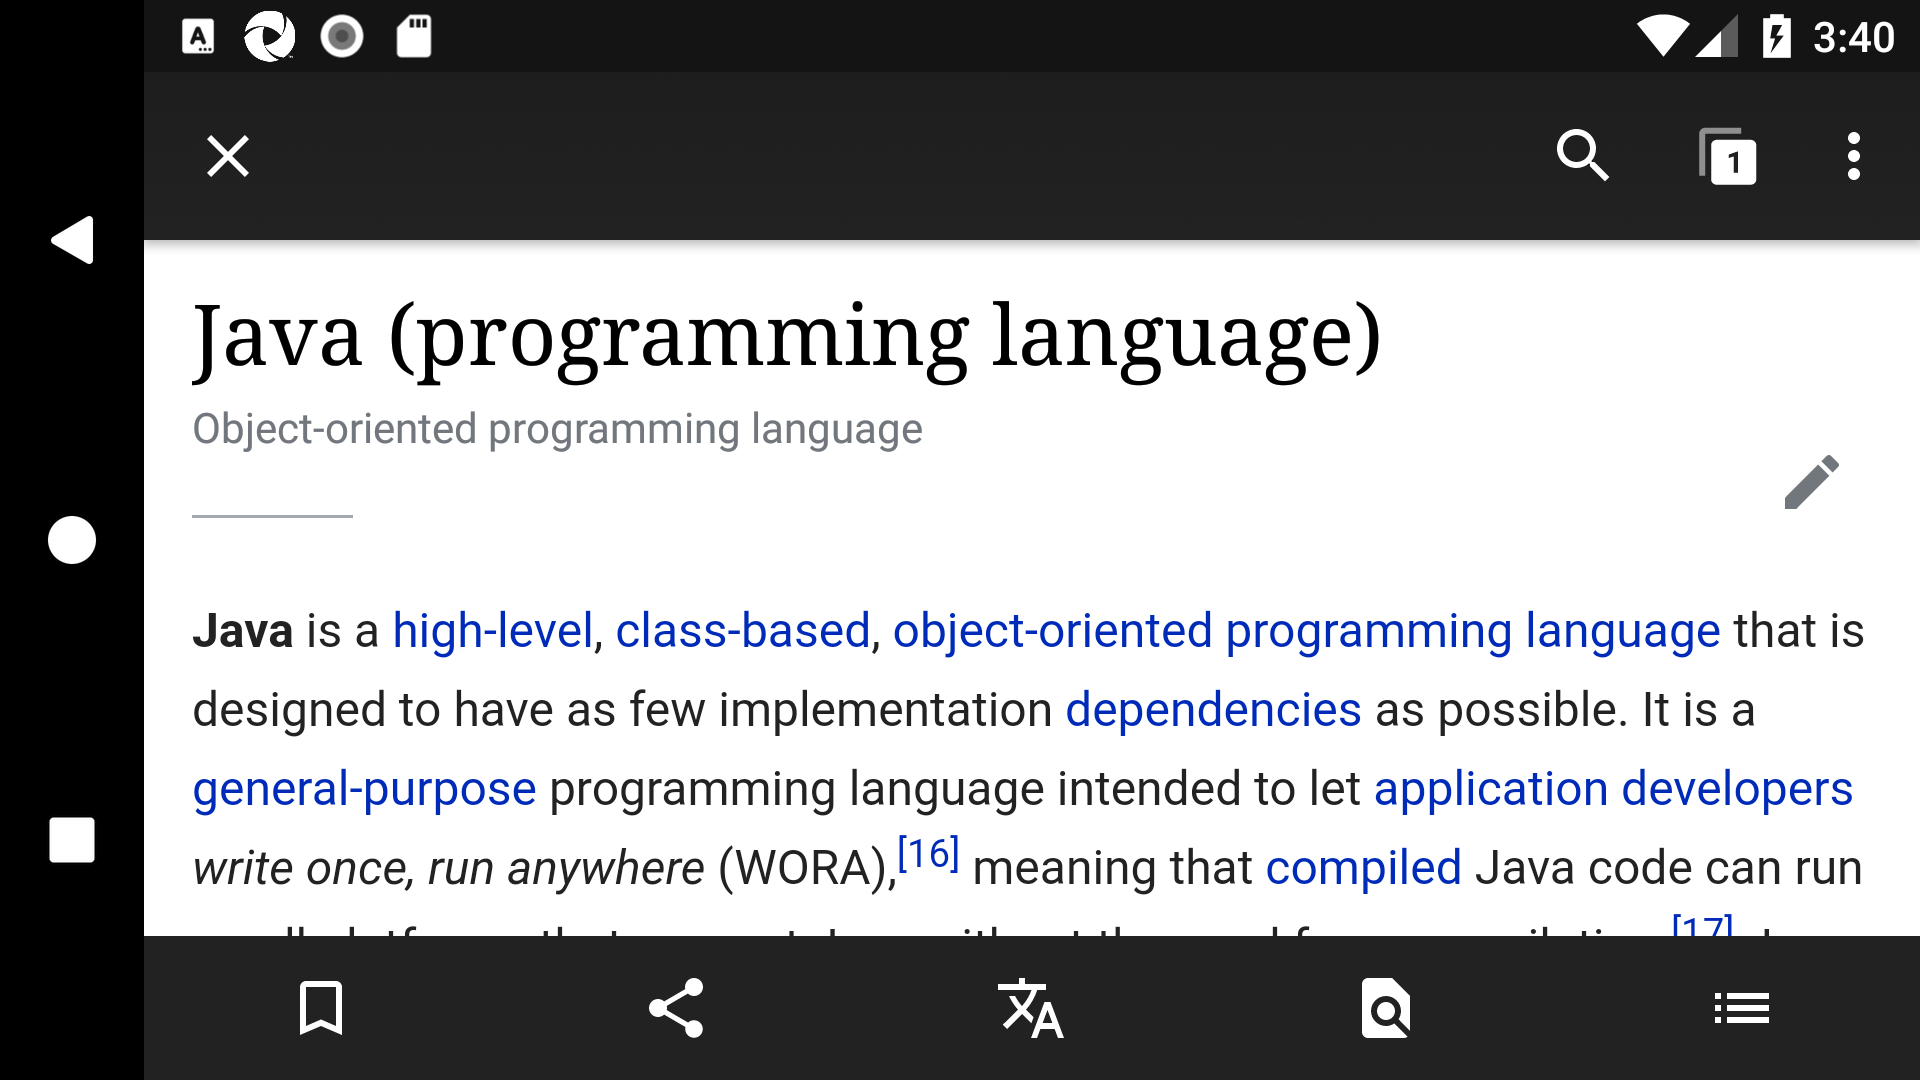 3:40
1
Java (programming language)
Object-oriented programming language
Java is a high-level, class-based, object-oriented programming language that is
designed to have as few implementation dependencies as possible. It is a
general-purpose programming language intended to let application developers
write once, run anywhere (WORA),[16] meaning that compiled Java code can run
[17]